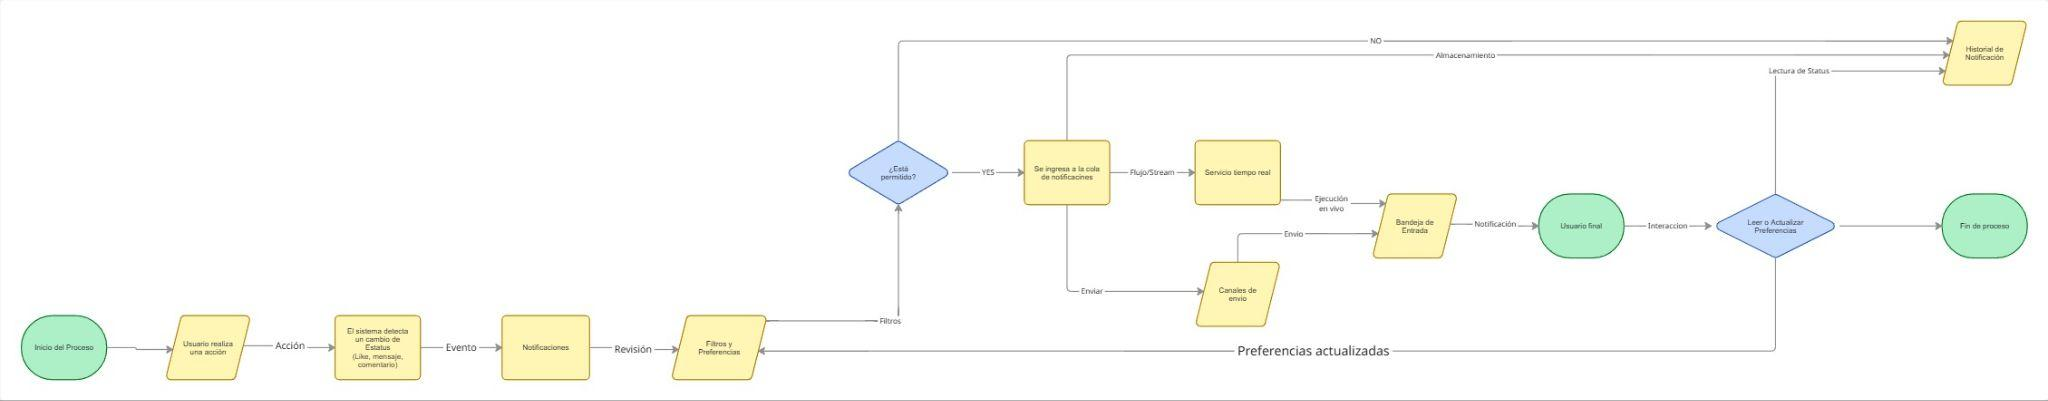 NO
Almacenamiento
Lectura de Status
Historial de
Notificación
¿Está
permitido?
YES
Se ingresa a la cola
de notificacines
Flujo/Stream
Servicio tiempo real
Ejecución
en vivo
Bandeja de
Entrada
Notificación
Usuario final
Interaccion
Leer o Actualizar
Preferencias
Fin de proceso
Envio
Enviar
Canales de
envio
Inicio del Proceso
Usuario realiza
una acción
Acción
El sistema detecta
un cambio de
Estatus
(Like, mensaje,
comentario)
Evento
Notificaciones
Revisión
Filtros y
Preferencias
Filtros
Preferencias actualizadas